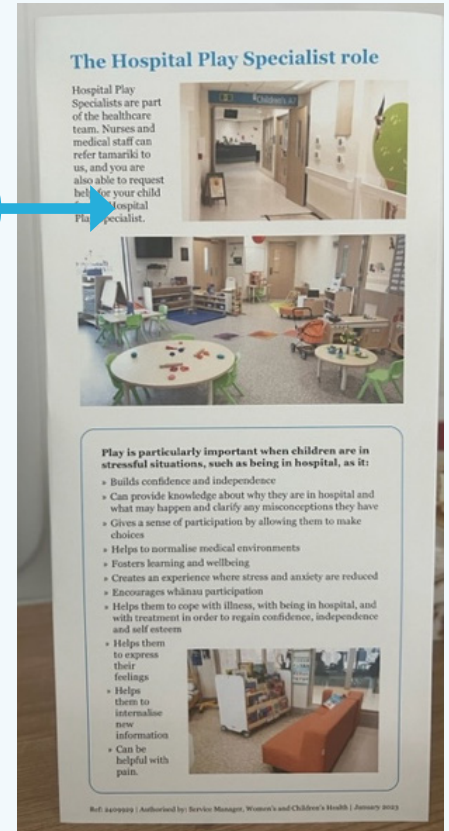 The Hospital Play Specialist role
Hospital Play
Specialists are part
of the healthcare
team. Nurses and
medical staff can
refer tamariki to
us, and you are
also able to request
for your child
Hospital
Specialist.
Children's
Play is particularly important when children are in
stressful situations, such as being in hospital, as it:
» Builds confidence and independence
» Can provide knowledge about why they are in hospital and
what may happen and clarify any misconceptions they have
» Gives a sense of participation by allowing them to make
choices
» Helps to normalise medical environments
» Fosters learning and wellbeing
» Creates an experience where stress and anxiety are reduced
» Encourages whānau participation
» Helps them to cope with illness, with being in hospital, and
with treatment in order to regain confidence, independence
and self esteem
» Helps them
to express
their
feelings
» Helps
them to
internalise
new
information
» Can be
helpful with
pain.
Ref: 2409929 | Authorised by: Service Manager, Women's and Children's Health | January 2023